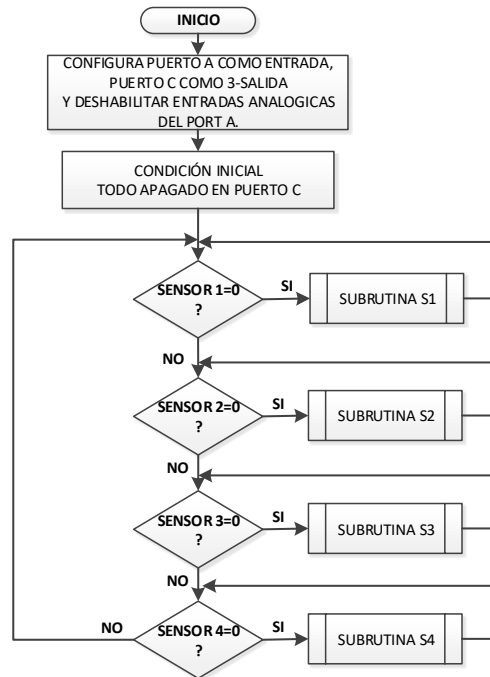 INICIO
CONFIGURA PUERTO A COMO ENTRADA,
PUERTO C COMO 3-SALIDA
Y DESHABILITAR ENTRADAS ANALOGICAS
DEL PORT A.
CONDICIÓN INICIAL
TODO APAGADO EN PUERTO C
SENSOR 1=0
?
SI
SUBRUTINA S1
NO
SENSOR 2=0
?
SI
SUBRUTINA S2
NO
SENSOR 3=0
?
SI
SUBRUTINA S3
NO
NO
SENSOR 4=0
?
SI
SUBRUTINA S4